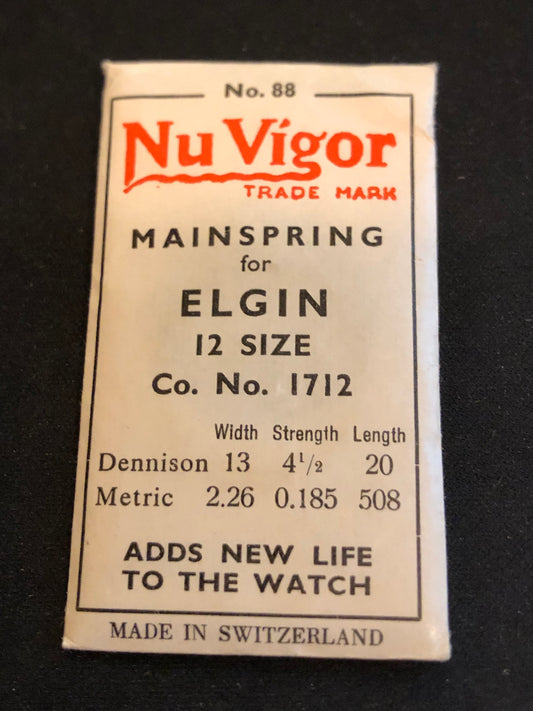 No. 88
Nu Vigor
TRADE MARK
MAINSPRING
for
ELGIN
12 SIZE
Co. No. 1712
Width Strength Length
Dennison 13 4½ 20
Metric 2.26 0.185 508
ADDS NEW LIFE
TO THE WATCH
MADE IN SWITZERLAND